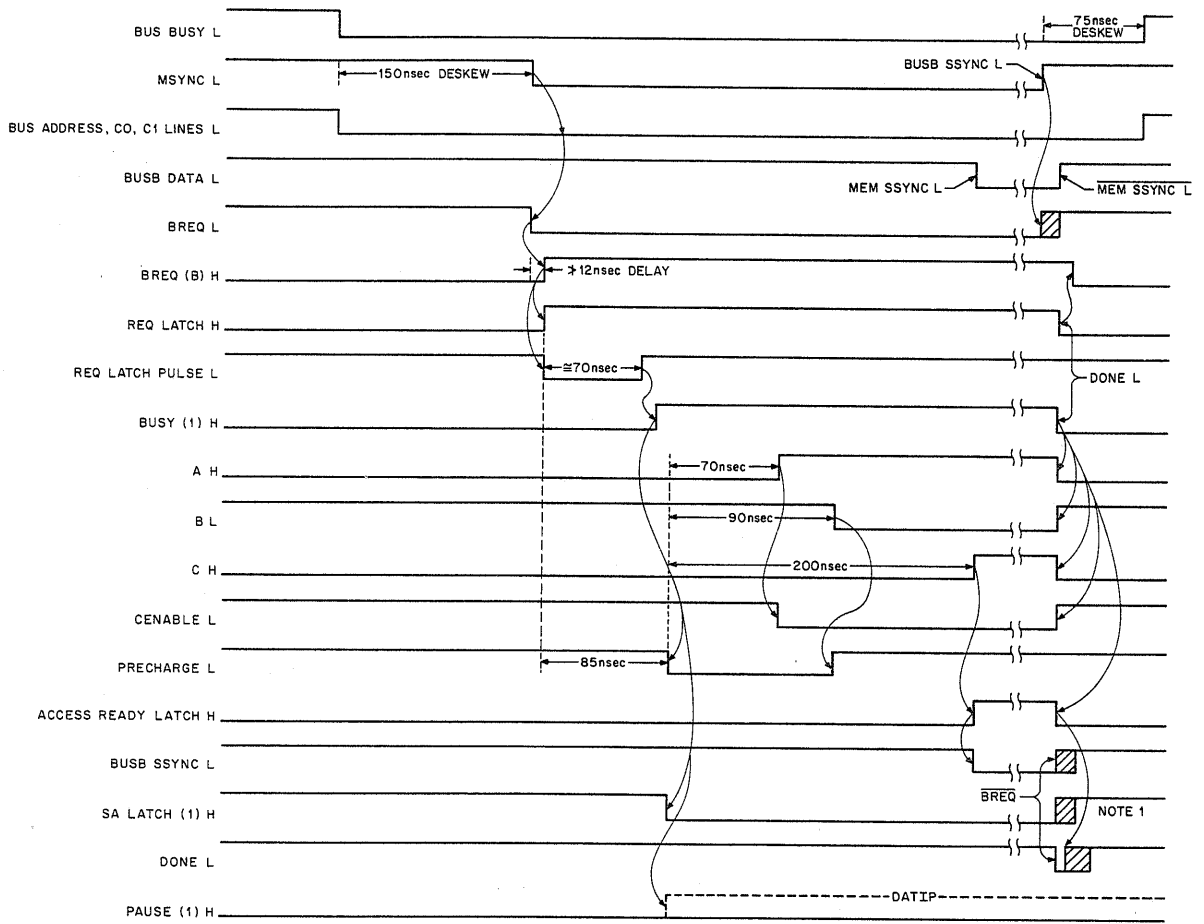 BUS BUSY L
75nsec
DESKEW
BUSB SSYNC L
MSYNC L
150nsec DESKEW
BUS ADDRESS, CO, C1 LINES L
BUSB DATA L
MEM SSYNC L
MEM SSYNC L
BREQ L
BREQ (B) H
≯12nsec DELAY
REQ LATCH H
REQ LATCH PULSE L
≅70nsec
DONE L
BUSY (1) H
A H
70nsec
B L
90nsec
C H
200nsec
CENABLE L
PRECHARGE L
85nsec
ACCESS READY LATCH H
BUSB SSYNC L
BREQ
SA LATCH (1) H
NOTE 1
DONE L
DATIP
PAUSE (1) H